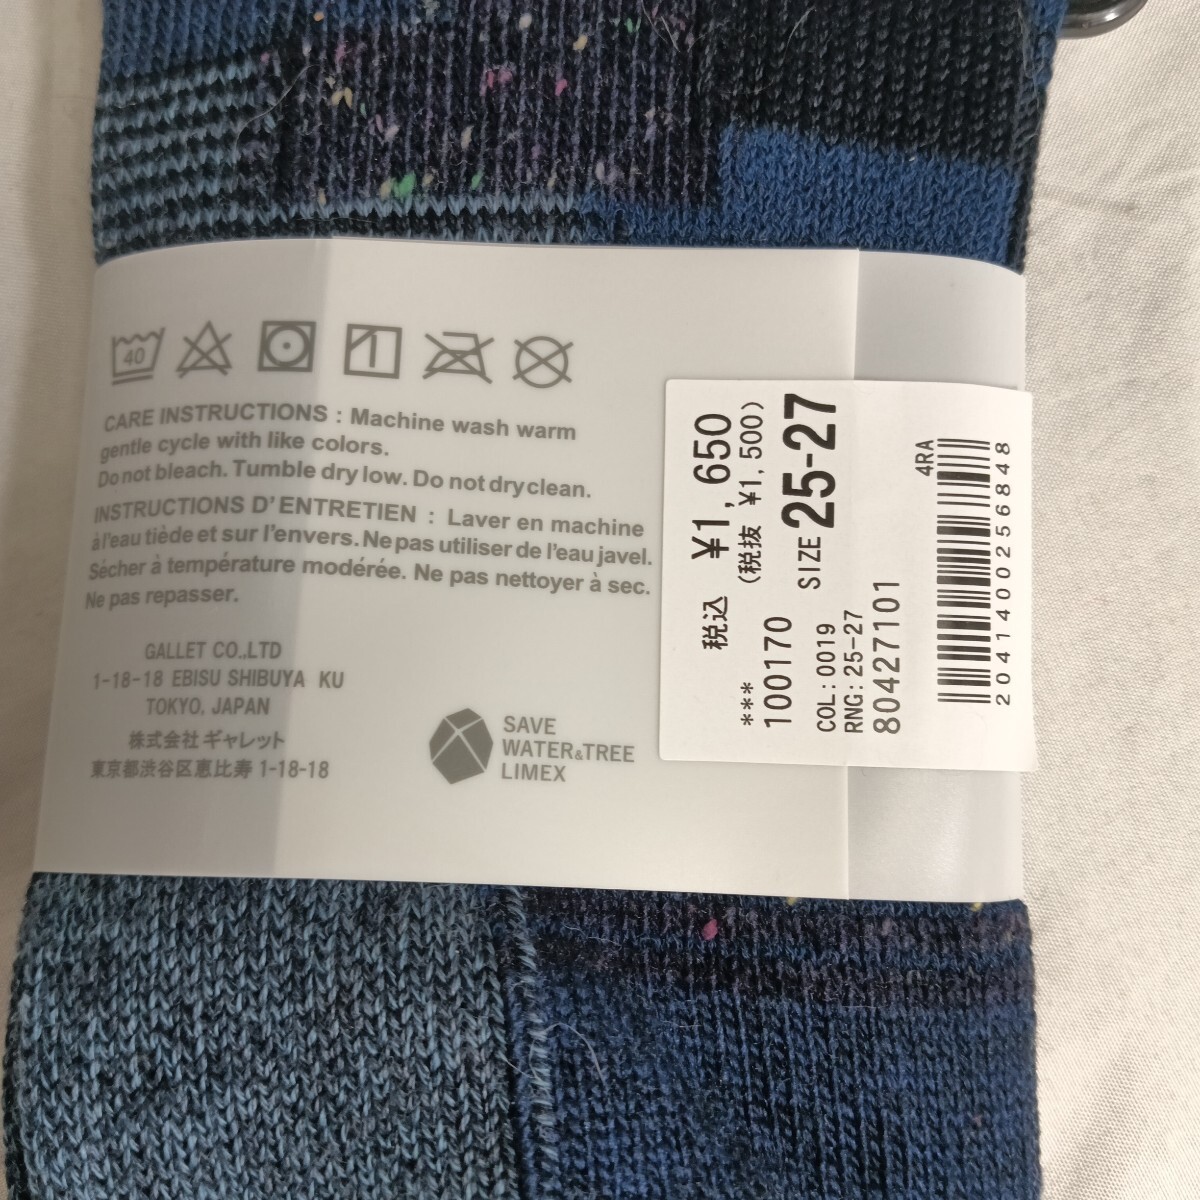 40
CARE INSTRUCTIONS : Machine wash warm
gentle cycle with like colors.
Do not bleach. Tumble dry low. Do not dryclean.
INSTRUCTIONS D'ENTRETIEN : Laver en machine
à l'eau tiède et sur l'envers. Ne pas utiliser de l'eau javel.
Sécher à température modérée. Ne pas nettoyer à sec.
Ne pas repasser.
GALLET CO.,LTD
1-18-18 EBISU SHIBUYA KU
TOKYO, JAPAN
株式会社ギャレット
東京都渋谷区恵比寿 1-18-18
SAVE
WATER&TREE
LIMEX
税込 ¥1,650
(税抜 ¥1,500)
***
100170
SIZE 25-27
COL:0019
RNG:25-27
80427101
4RA
2041400256848